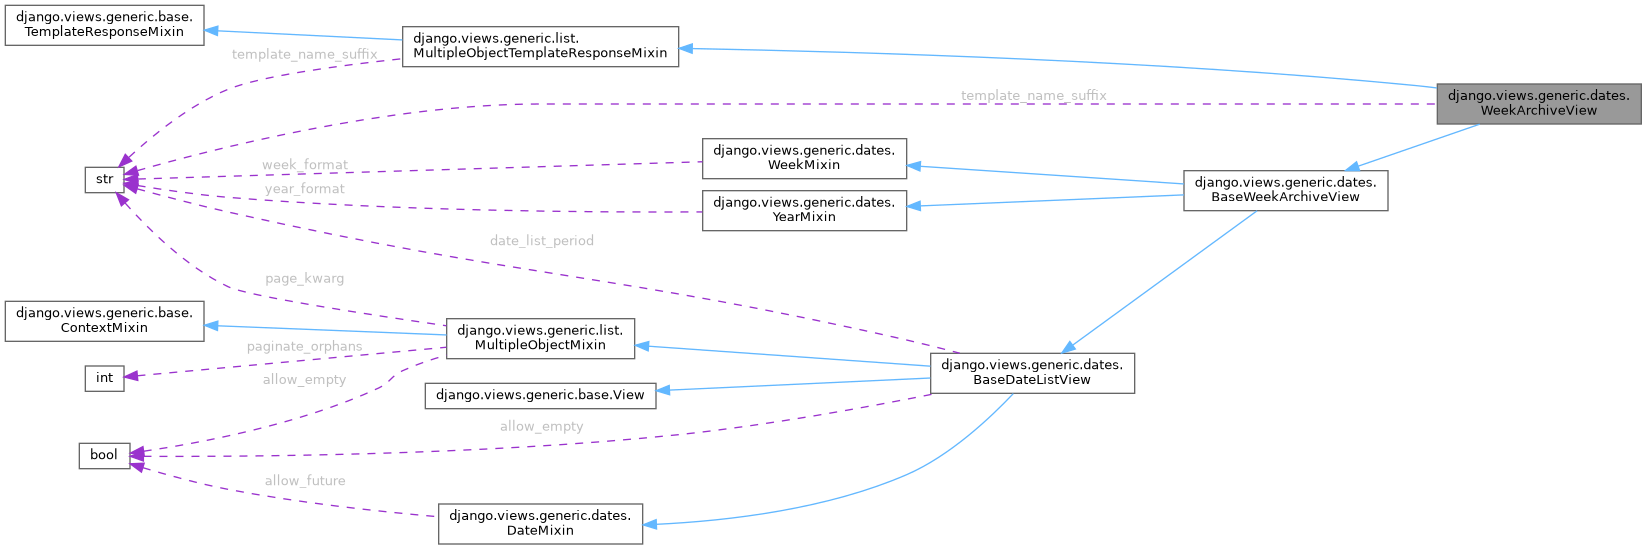 django.views.generic.base.
TemplateResponseMixin
django.views.generic.list.
MultipleObjectTemplateResponseMixin
template_name_suffix
template_name_suffix
django.views.generic.dates.
WeekArchiveView
django.views.generic.dates.
WeekMixin
week_format
str
year_format
django.views.generic.dates.
YearMixin
django.views.generic.dates.
BaseWeekArchiveView
date_list_period
page_kwarg
django.views.generic.base.
ContextMixin
django.views.generic.list.
MultipleObjectMixin
paginate_orphans
int
allow_empty
django.views.generic.base.View
django.views.generic.dates.
BaseDateListView
allow_empty
bool
allow_future
django.views.generic.dates.
DateMixin